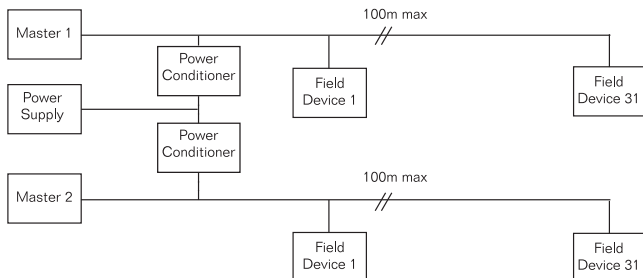 100m max
Master 1
Power
Conditioner
Field
Device 1
Field
Device 31
Power
Supply
Power
Conditioner
Master 2
100m max
Field
Device 1
Field
Device 31